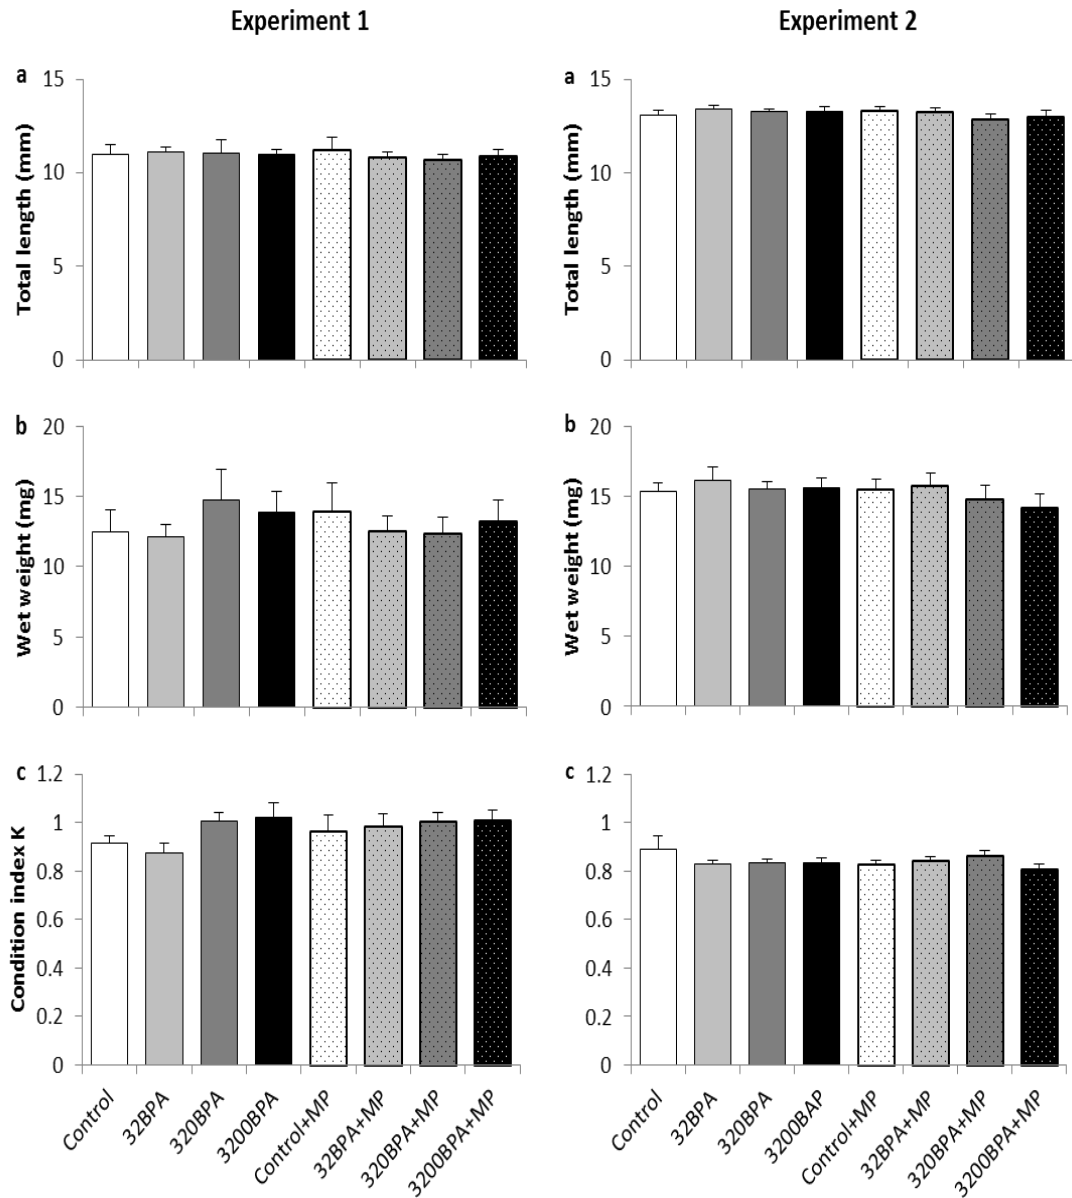 Experiment 1
Experiment 2
a
15
10
5
0
Total length (mm)
a
15
10
5
0
Total length (mm)
b
20
15
10
5
0
Wet weight (mg)
b
20
15
10
5
0
Wet weight (mg)
c
1.2
1
0.8
0.6
0.4
0.2
0
Condition index K
c
1.2
1
0.8
0.6
0.4
0.2
0
Control
32BPA
320BPA
3200BPA
Control+MP
32BPA+MP
320BPA+MP
3200BPA+MP
Control
32BPA
320BPA
3200BAP
Control+MP
32BPA+MP
320BPA+MP
3200BPA+MP